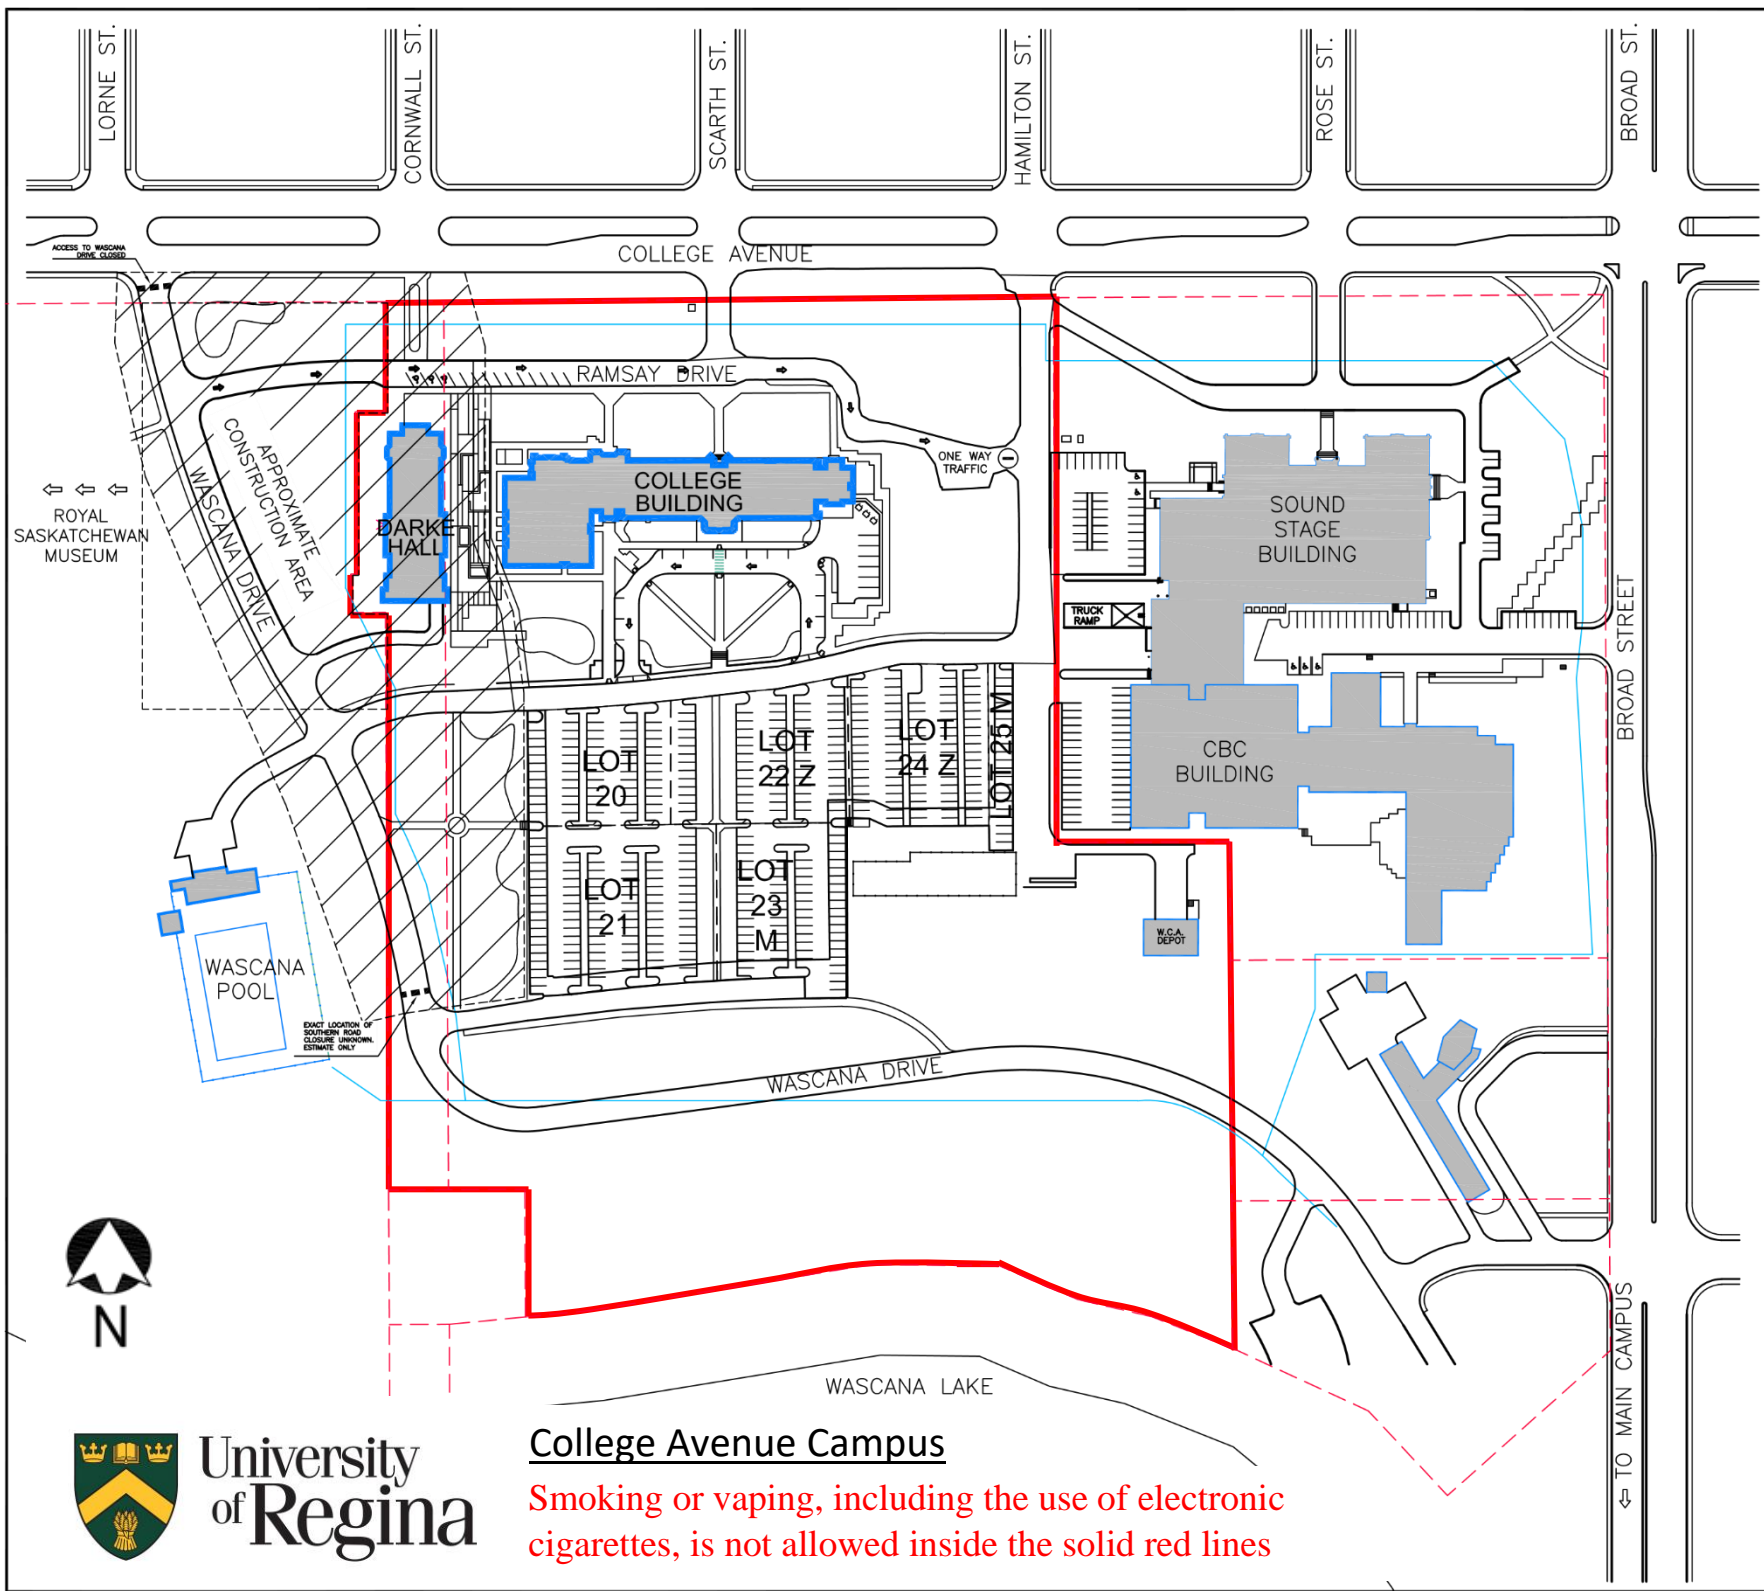 LORNE ST.
CORNWALL ST.
SCARTH ST.
HAMILTON ST.
ROSE ST.
BROAD ST.
ACCESS TO WASCANA
DRIVE CLOSED
COLLEGE AVENUE
RAMSAY DRIVE
ONE WAY
TRAFFIC
APPROXIMATE
CONSTRUCTION AREA
WASCANA DRIVE
ROYAL
SASKATCHEWAN
MUSEUM
DARKE
HALL
COLLEGE
BUILDING
SOUND
STAGE
BUILDING
TRUCK
RAMP
BROAD STREET
CBC
BUILDING
LOT
20
LOT
22 Z
LOT
24 Z
LOT 25 M
LOT
21
LOT
23
M
W.C.A.
DEPOT
WASCANA
POOL
EXACT LOCATION OF
SOUTHERN ROAD
CLOSURE UNKNOWN.
ESTIMATE ONLY
WASCANA DRIVE
N
WASCANA LAKE
TO MAIN CAMPUS
University
of Regina
College Avenue Campus
Smoking or vaping, including the use of electronic
cigarettes, is not allowed inside the solid red lines